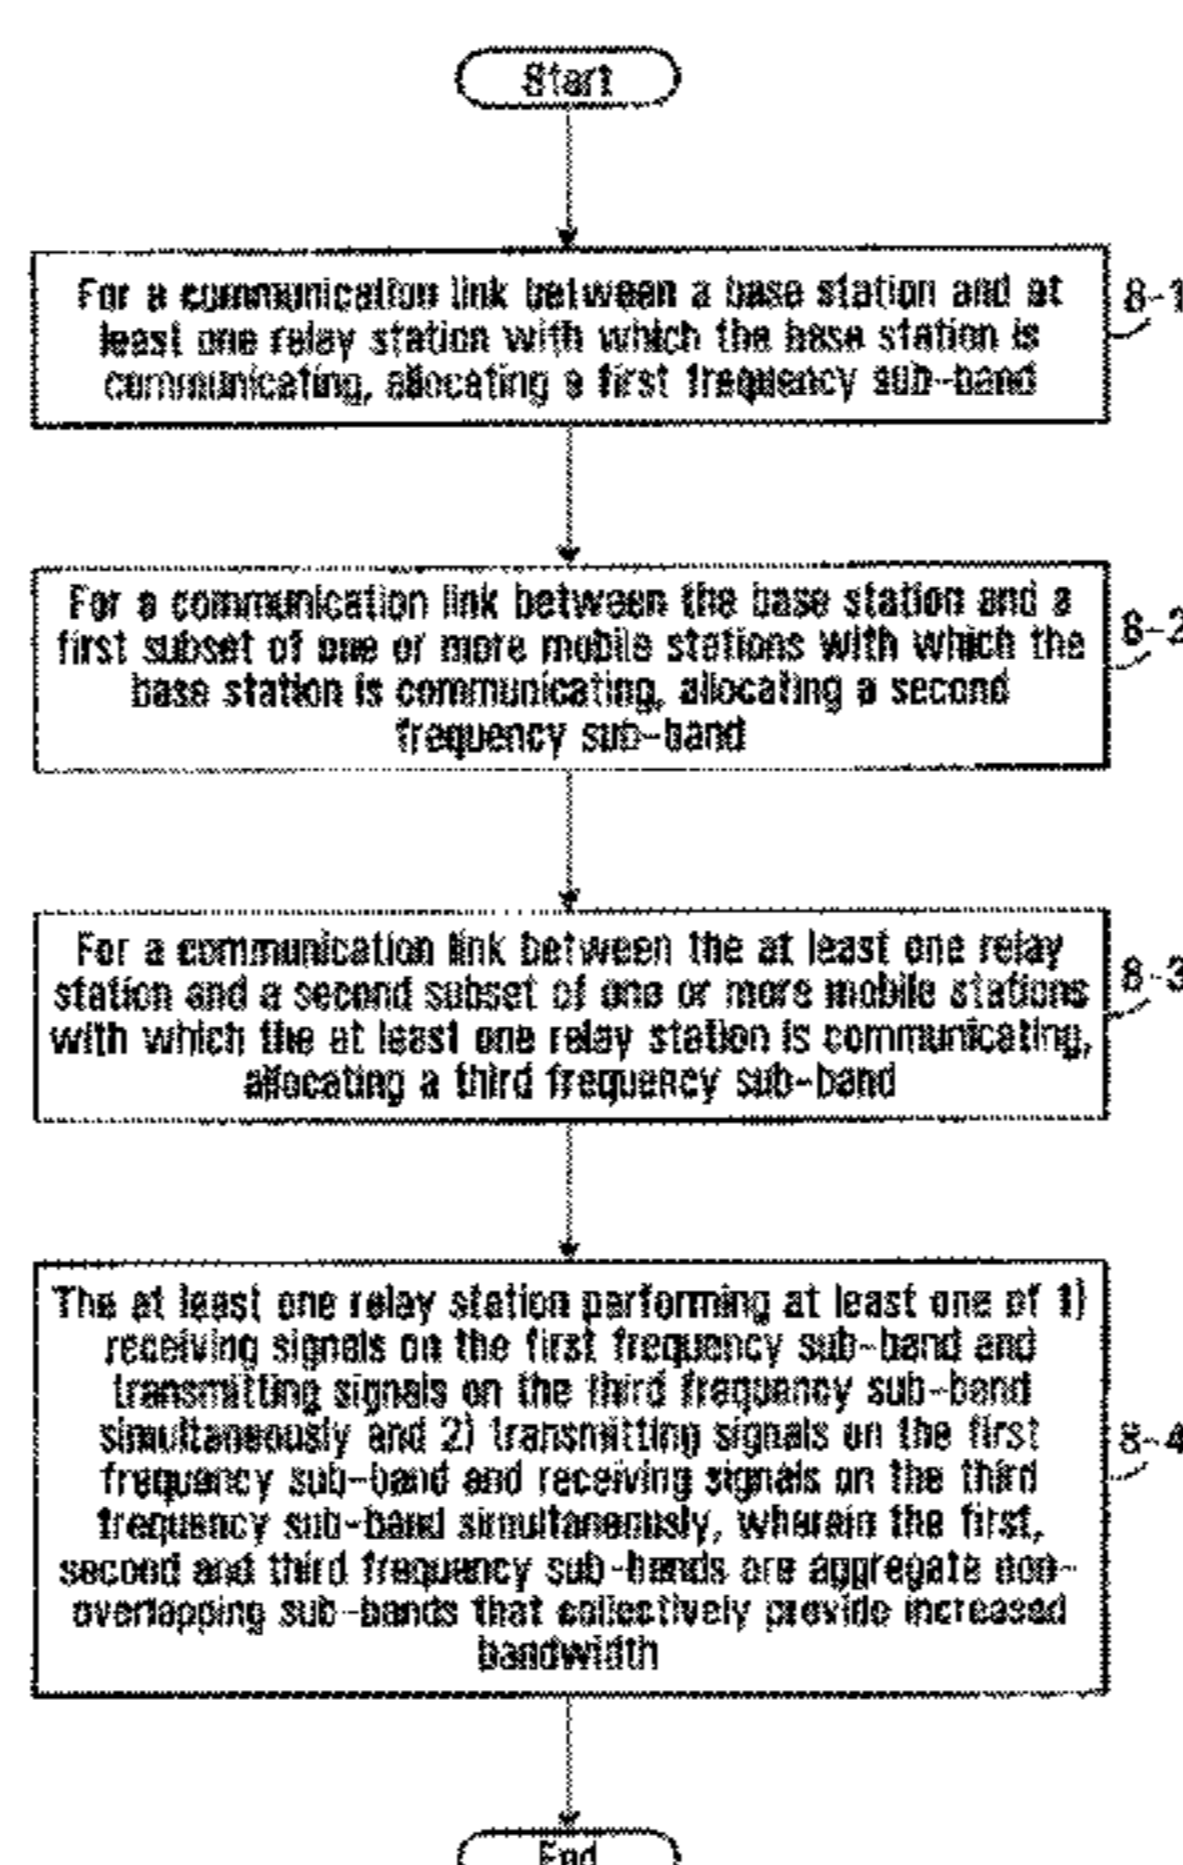 Start
For a communication link between a base station and at
least one relay station with which the base station is
communicating, allocating a first frequency sub-band
8-1
For a communication link between the base station and a
first subset of one or more mobile stations with which the
base station is communicating, allocating a second
frequency sub-band
8-2
For a communication link between the at least one relay
station and a second subset of one or more mobile stations
with which the at least one relay station is communicating,
allocating a third frequency sub-band
8-3
The at least one relay station performing at least one of 1)
receiving signals on the first frequency sub-band and
transmitting signals on the third frequency sub-band
simultaneously and 2) transmitting signals on the first
frequency sub-band and receiving signals on the third
frequency sub-band simultaneously, wherein the first,
second and third frequency sub-bands are aggregate non-
overlapping sub-bands that collectively provide increased
bandwidth
8-4
End